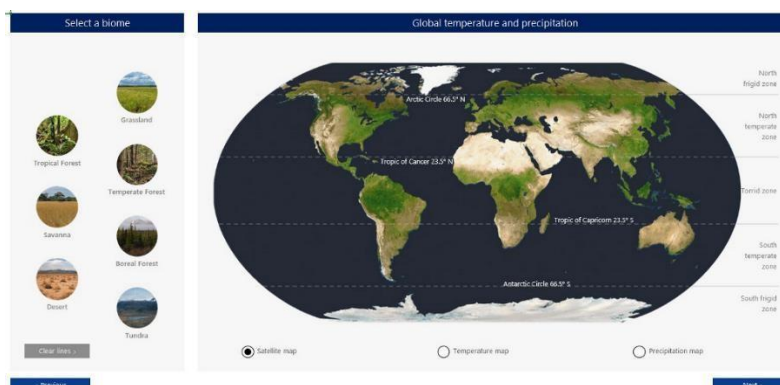 Select a biome
Grassland
Tropical Forest
Temperate Forest
Savanna
Boreal Forest
Desert
Tundra
Clear lines
Global temperature and precipitation
North
frigid zone
Arctic Circle 66.5° N
North
temperate
zone
Tropic of Cancer 23.5° N
Torrid zone
Tropic of Capricorn 23.5° S
South
temperate
zone
Antarctic Circle 66.5° S
South frigid
zone
Satellite map
Temperature map
Precipitation map
Previous
Next